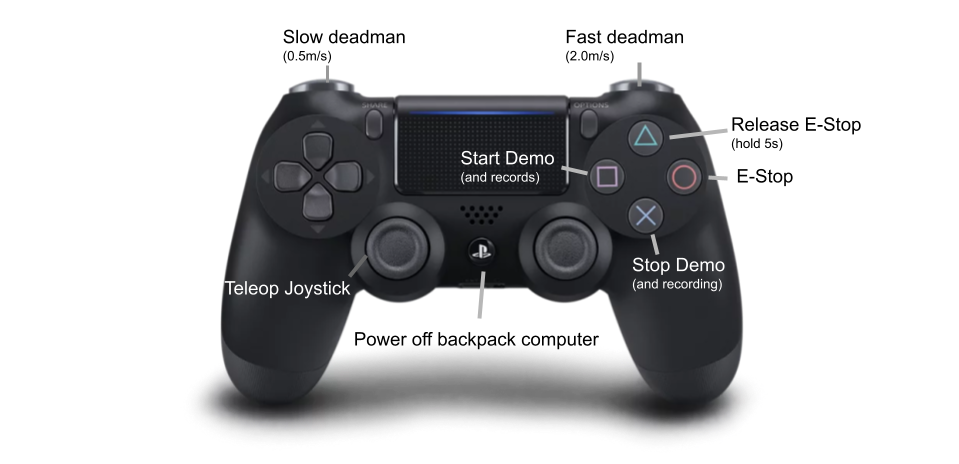 Slow deadman
(0.5m/s)
Fast deadman
(2.0m/s)
SHARE
OPTIONS
Release E-Stop
(hold 5s)
Start Demo
(and records)
E-Stop
Stop Demo
(and recording)
Teleop Joystick
Power off backpack computer